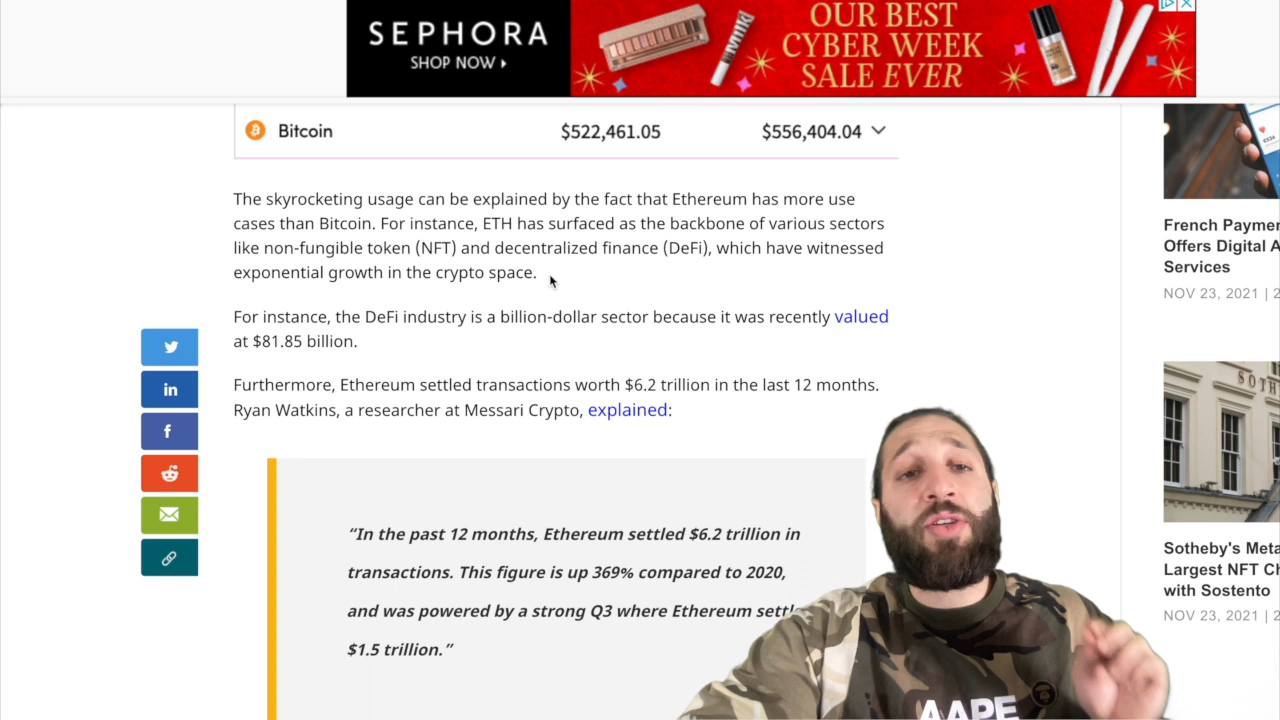 SEPHORA
SHOP NOW
OUR BEST
CYBER WEEK
SALE EVER
Bitcoin $522,461.05 $556,404.04
The skyrocketing usage can be explained by the fact that Ethereum has more use
cases than Bitcoin. For instance, ETH has surfaced as the backbone of various sectors
like non-fungible token (NFT) and decentralized finance (DeFi), which have witnessed
exponential growth in the crypto space.
For instance, the DeFi industry is a billion-dollar sector because it was recently valued
at $81.85 billion.
Furthermore, Ethereum settled transactions worth $6.2 trillion in the last 12 months.
Ryan Watkins, a researcher at Messari Crypto, explained:
“In the past 12 months, Ethereum settled $6.2 trillion in
transactions. This figure is up 369% compared to 2020,
and was powered by a strong Q3 where Ethereum settl
$1.5 trillion.”
in
f
French Paymer
Offers Digital A
Services
NOV 23, 2021 | 2
SOTH
Sotheby's Meta
Largest NFT Ch
with Sostento
NOV 23, 2021 | 2
AAPE